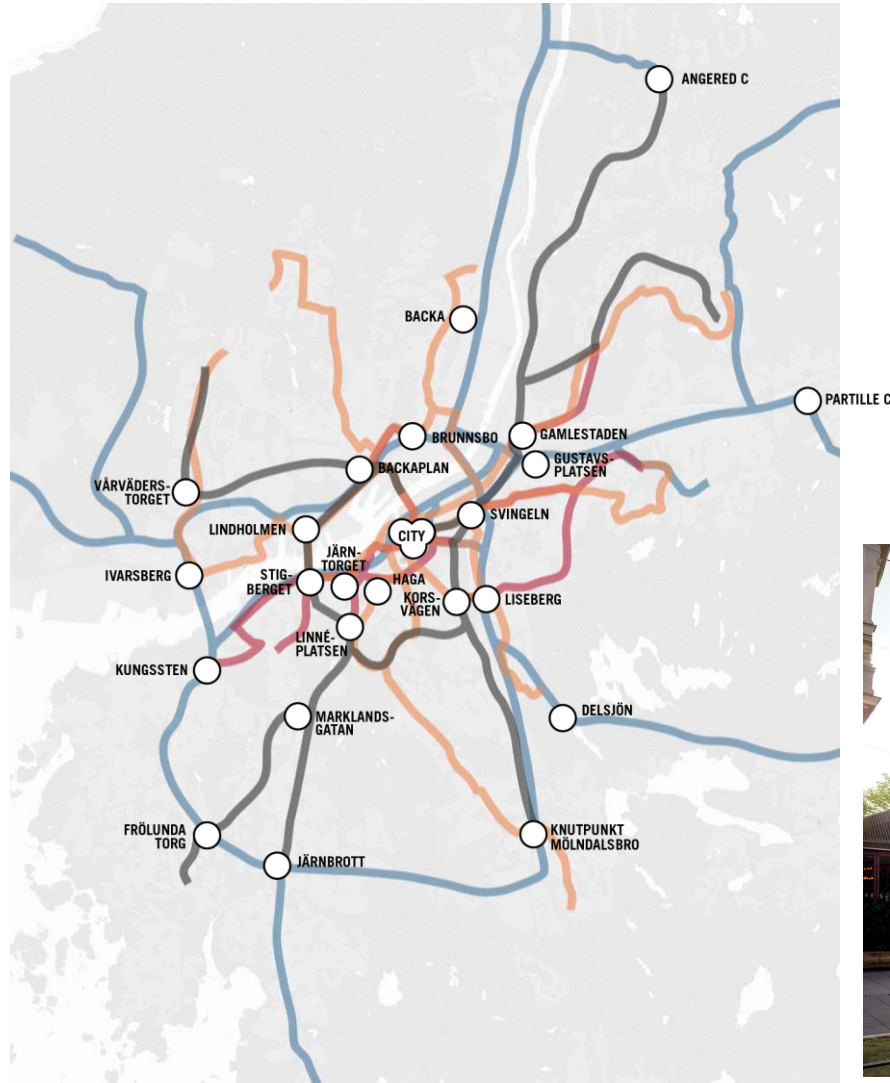 ANGERED C
BACKA
PARTILLE C
BRUNNSBO
GAMLESTADEN
BACKAPLAN
GUSTAVS-
PLATSEN
VÅRVÄDERS-
TORGET
SVINGELN
LINDHOLMEN
CITY
JÄRN-
TORGET
IVARSBERG
STIG-
BERGET
HAGA
KORS-
VÄGEN
LISEBERG
LINNÉ-
PLATSEN
KUNGSSTEN
MARKLANDS-
GATAN
DELSJÖN
FRÖLUNDA
TORG
KNUTPUNKT
MÖLNDALSBRO
JÄRNBROTT